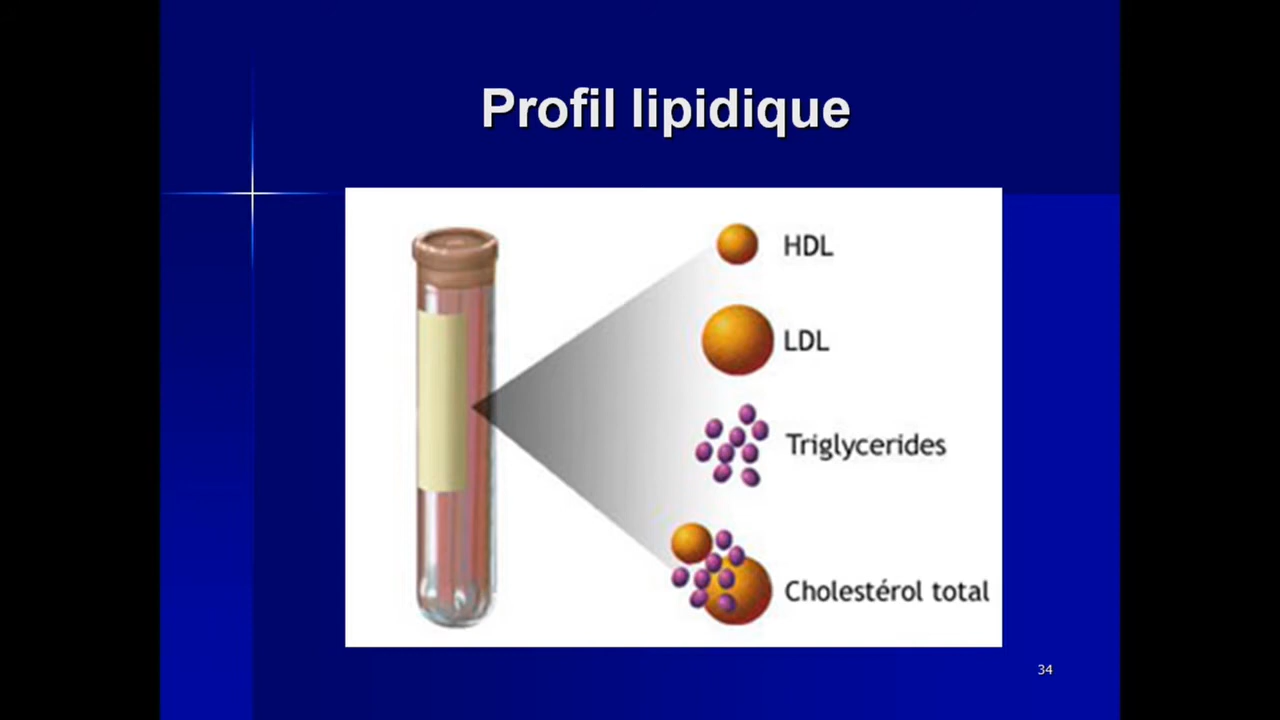 Profil lipidique
HDL
LDL
Triglycerides
Cholestérol total
34